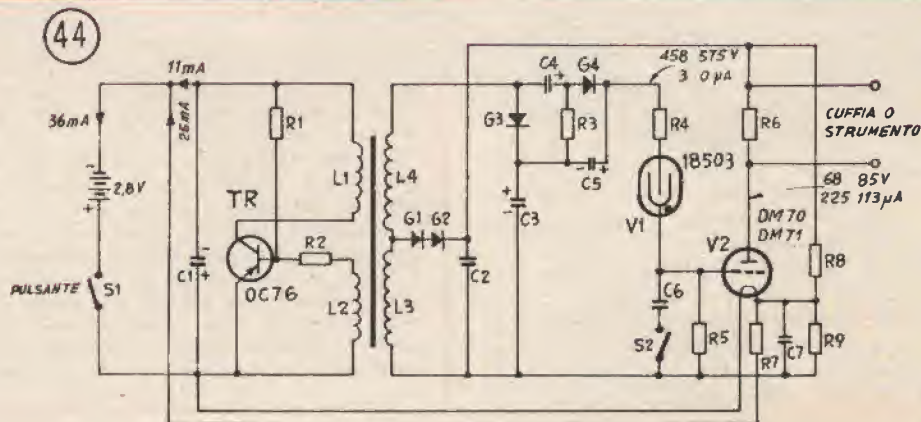 44
11mA
36mA
26mA
2,8V
PULSANTE S1
C1
TR
OC76
R1
R2
L1
L2
L4
L3
G1 G2
C2
G3
C3
C4
G4
R3
C5
458 575V
3 0 µA
R4
18503
V1
C6
S2
R5
R6
CUFFIA O
STRUMENTO
68 85V
225 113µA
DM70
DM71
V2
R8
R7
C7
R9